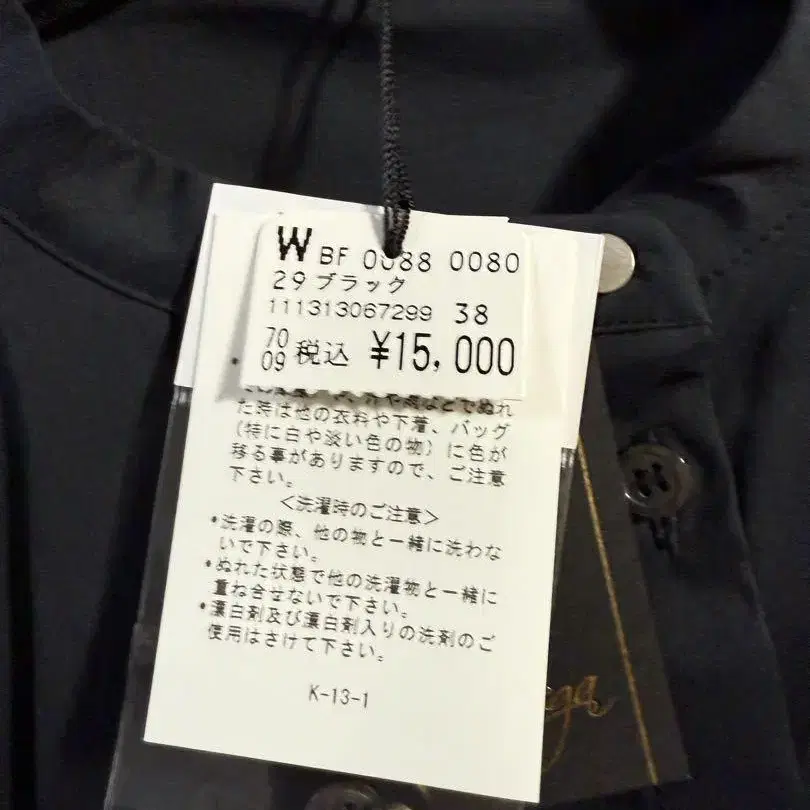 W BF 0088 0080
29ブラック
111313067299 38
70
09 税込 ¥15,000
た時は他の衣料や下着、バッグ
(特に白や淡い色の物)に色が
移る事がありますので、ご注意
下さい。
<洗濯時のご注意>
•洗濯の際、他の物と一緒に洗わな
いで下さい。
•ぬれた状態で他の洗濯物と一緒に
重ね合せないで下さい。
•漂白剤及び漂白剤入りの洗剤のご
使用はさけて下さい。
K-13-1